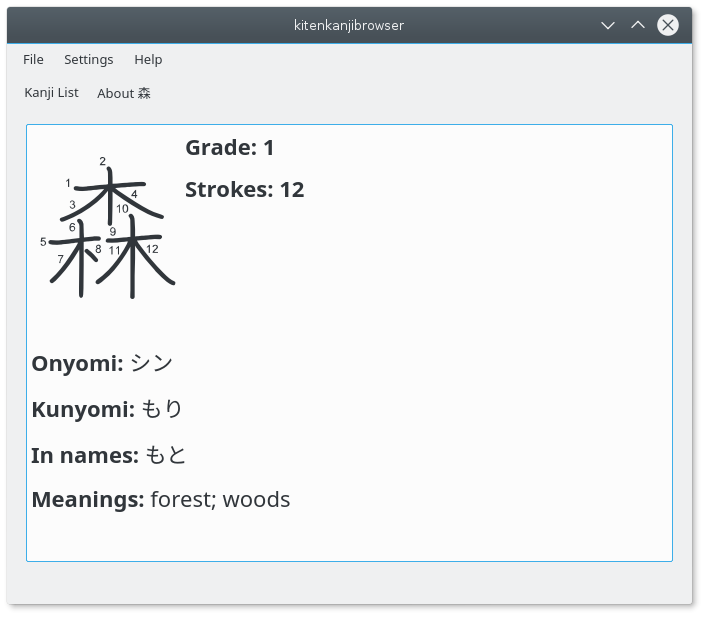 kitenkanjibrowser
File Settings Help
Kanji List About 森
Grade: 1
Strokes: 12
森
1
2
3
4
5
6
7
8
9
10
11
12
Onyomi: シン
Kunyomi: もり
In names: もと
Meanings: forest; woods